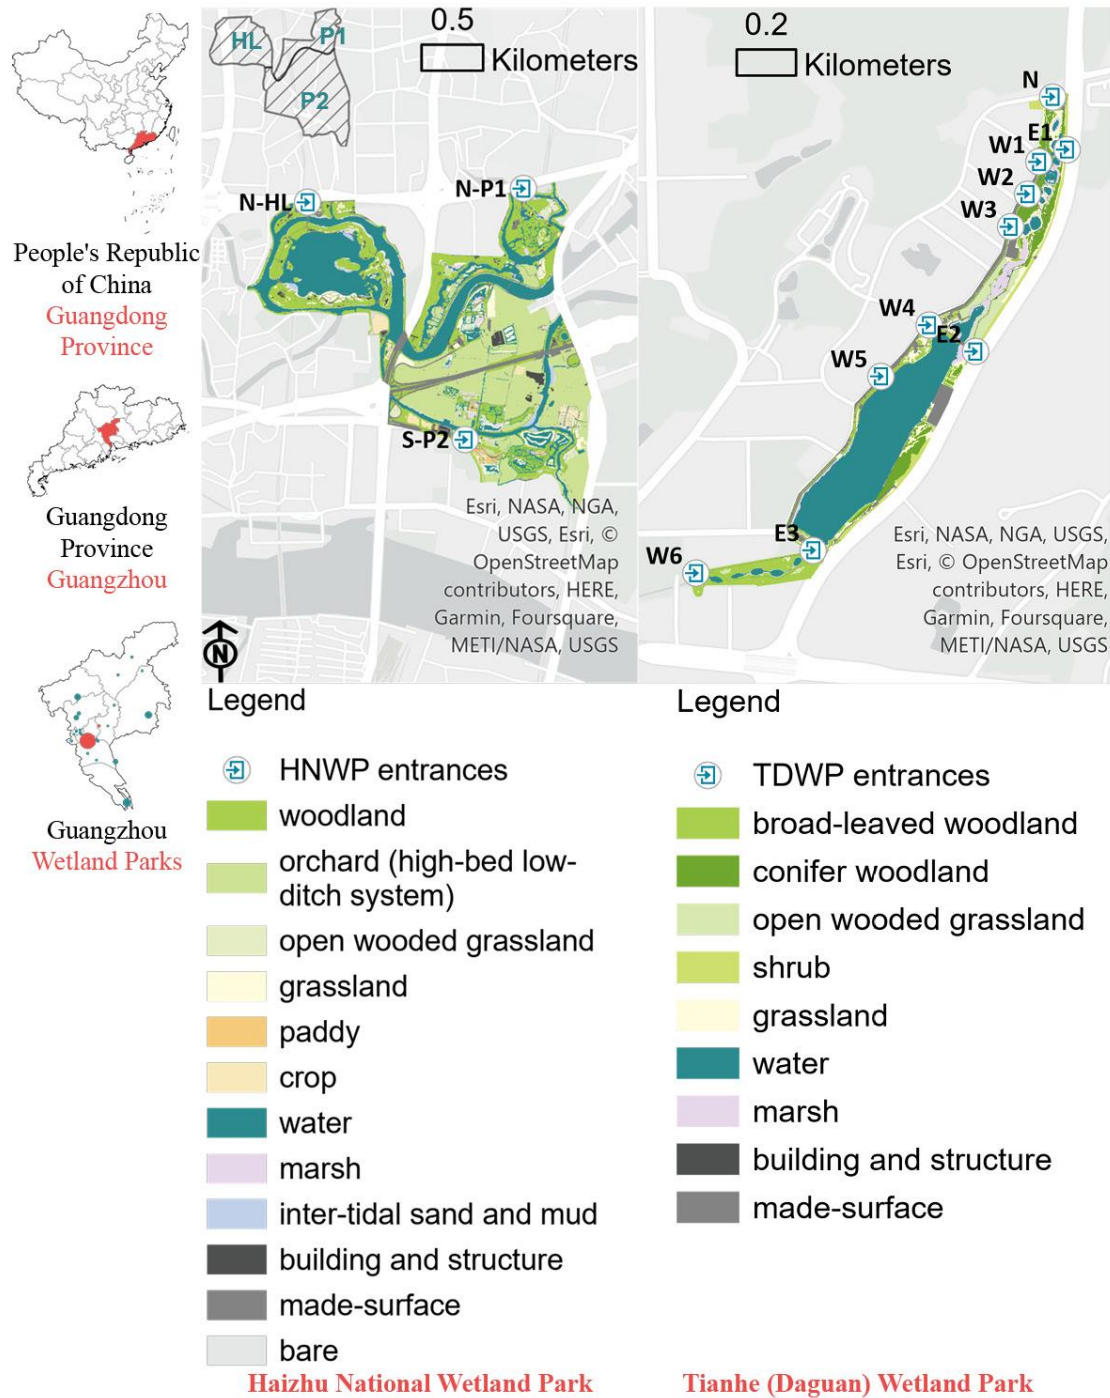 People's Republic
of China
Guangdong
Province
Guangdong
Province
Guangzhou
Guangzhou
Wetland Parks
HL
P1
P2
0.5
Kilometers
N-HL
N-P1
S-P2
Esri, NASA, NGA,
USGS, Esri, ©
OpenStreetMap
contributors, HERE,
Garmin, Foursquare,
METI/NASA, USGS
N
0.2
Kilometers
N
E1
W1
W2
W3
W4
E2
W5
E3
W6
Esri, NASA, NGA, USGS,
Esri, © OpenStreetMap
contributors, HERE,
Garmin, Foursquare,
METI/NASA, USGS
Legend
HNWP entrances
woodland
orchard (high-bed low-
ditch system)
open wooded grassland
grassland
paddy
crop
water
marsh
inter-tidal sand and mud
building and structure
made-surface
bare
Haizhu National Wetland Park
Legend
TDWP entrances
broad-leaved woodland
conifer woodland
open wooded grassland
shrub
grassland
water
marsh
building and structure
made-surface
Tianhe (Daguan) Wetland Park